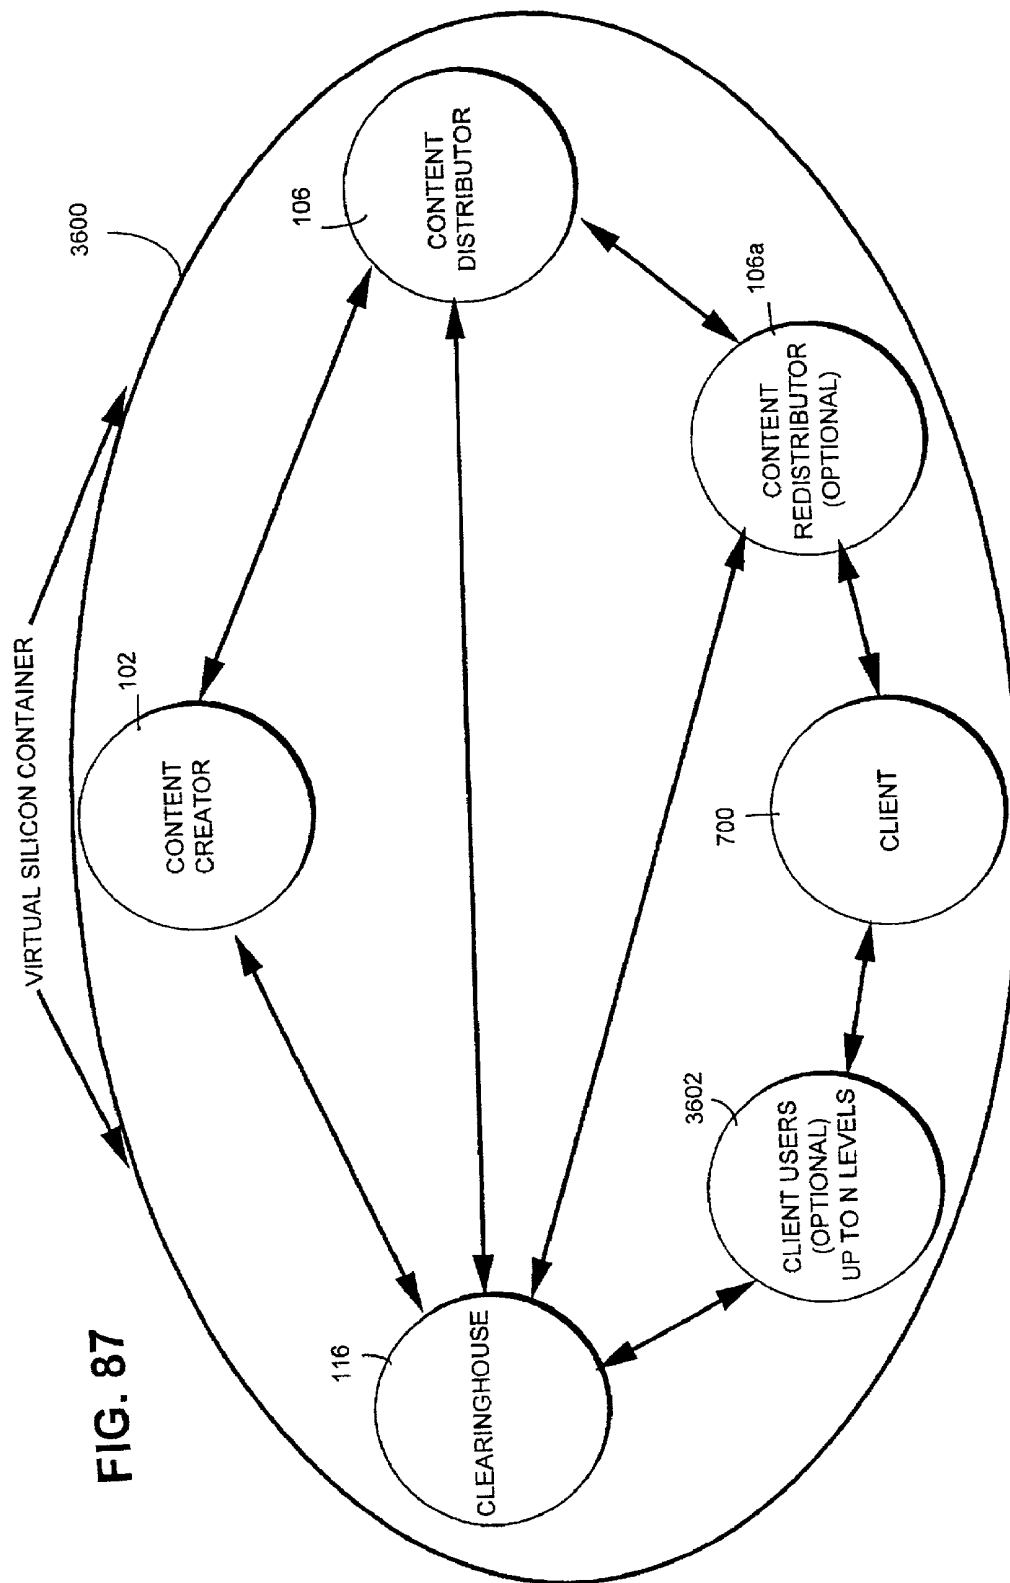 FIG. 87
VIRTUAL SILICON CONTAINER
3600
102
CONTENT
CREATOR
106
CONTENT
DISTRIBUTOR
116
CLEARINGHOUSE
106a
CONTENT
REDISTRIBUTOR
(OPTIONAL)
3602
CLIENT USERS
(OPTIONAL)
UP TO N LEVELS
700
CLIENT